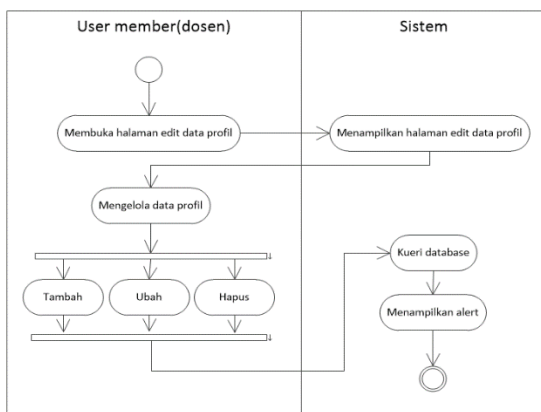 User member(dosen)
Sistem
Membuka halaman edit data profil
Menampilkan halaman edit data profil
Mengelola data profil
Kueri database
Tambah
Ubah
Hapus
Menampilkan alert